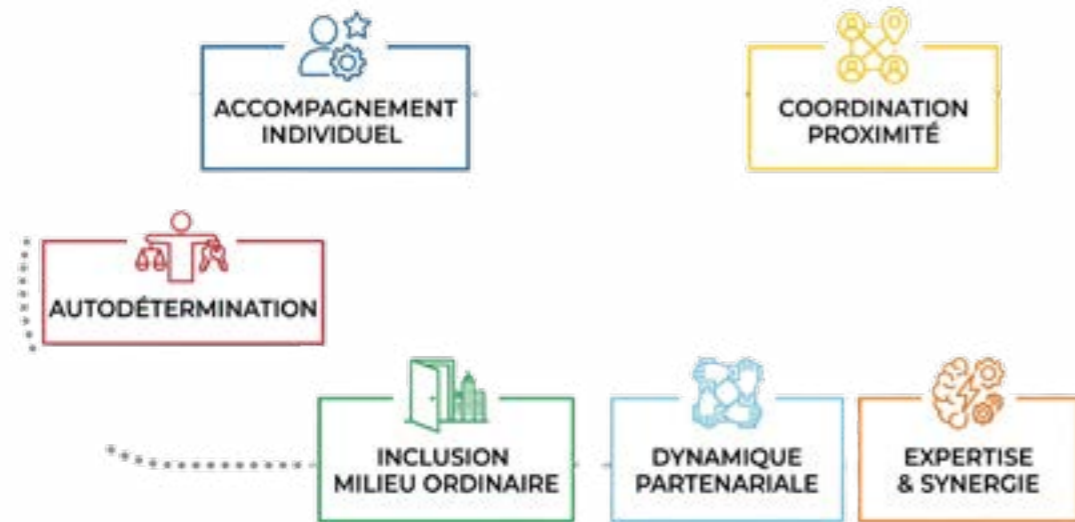 ACCOMPAGNEMENT
INDIVIDUEL
COORDINATION
PROXIMITÉ
AUTODÉTERMINATION
INCLUSION
MILIEU ORDINAIRE
DYNAMIQUE
PARTENARIALE
EXPERTISE
& SYNERGIE